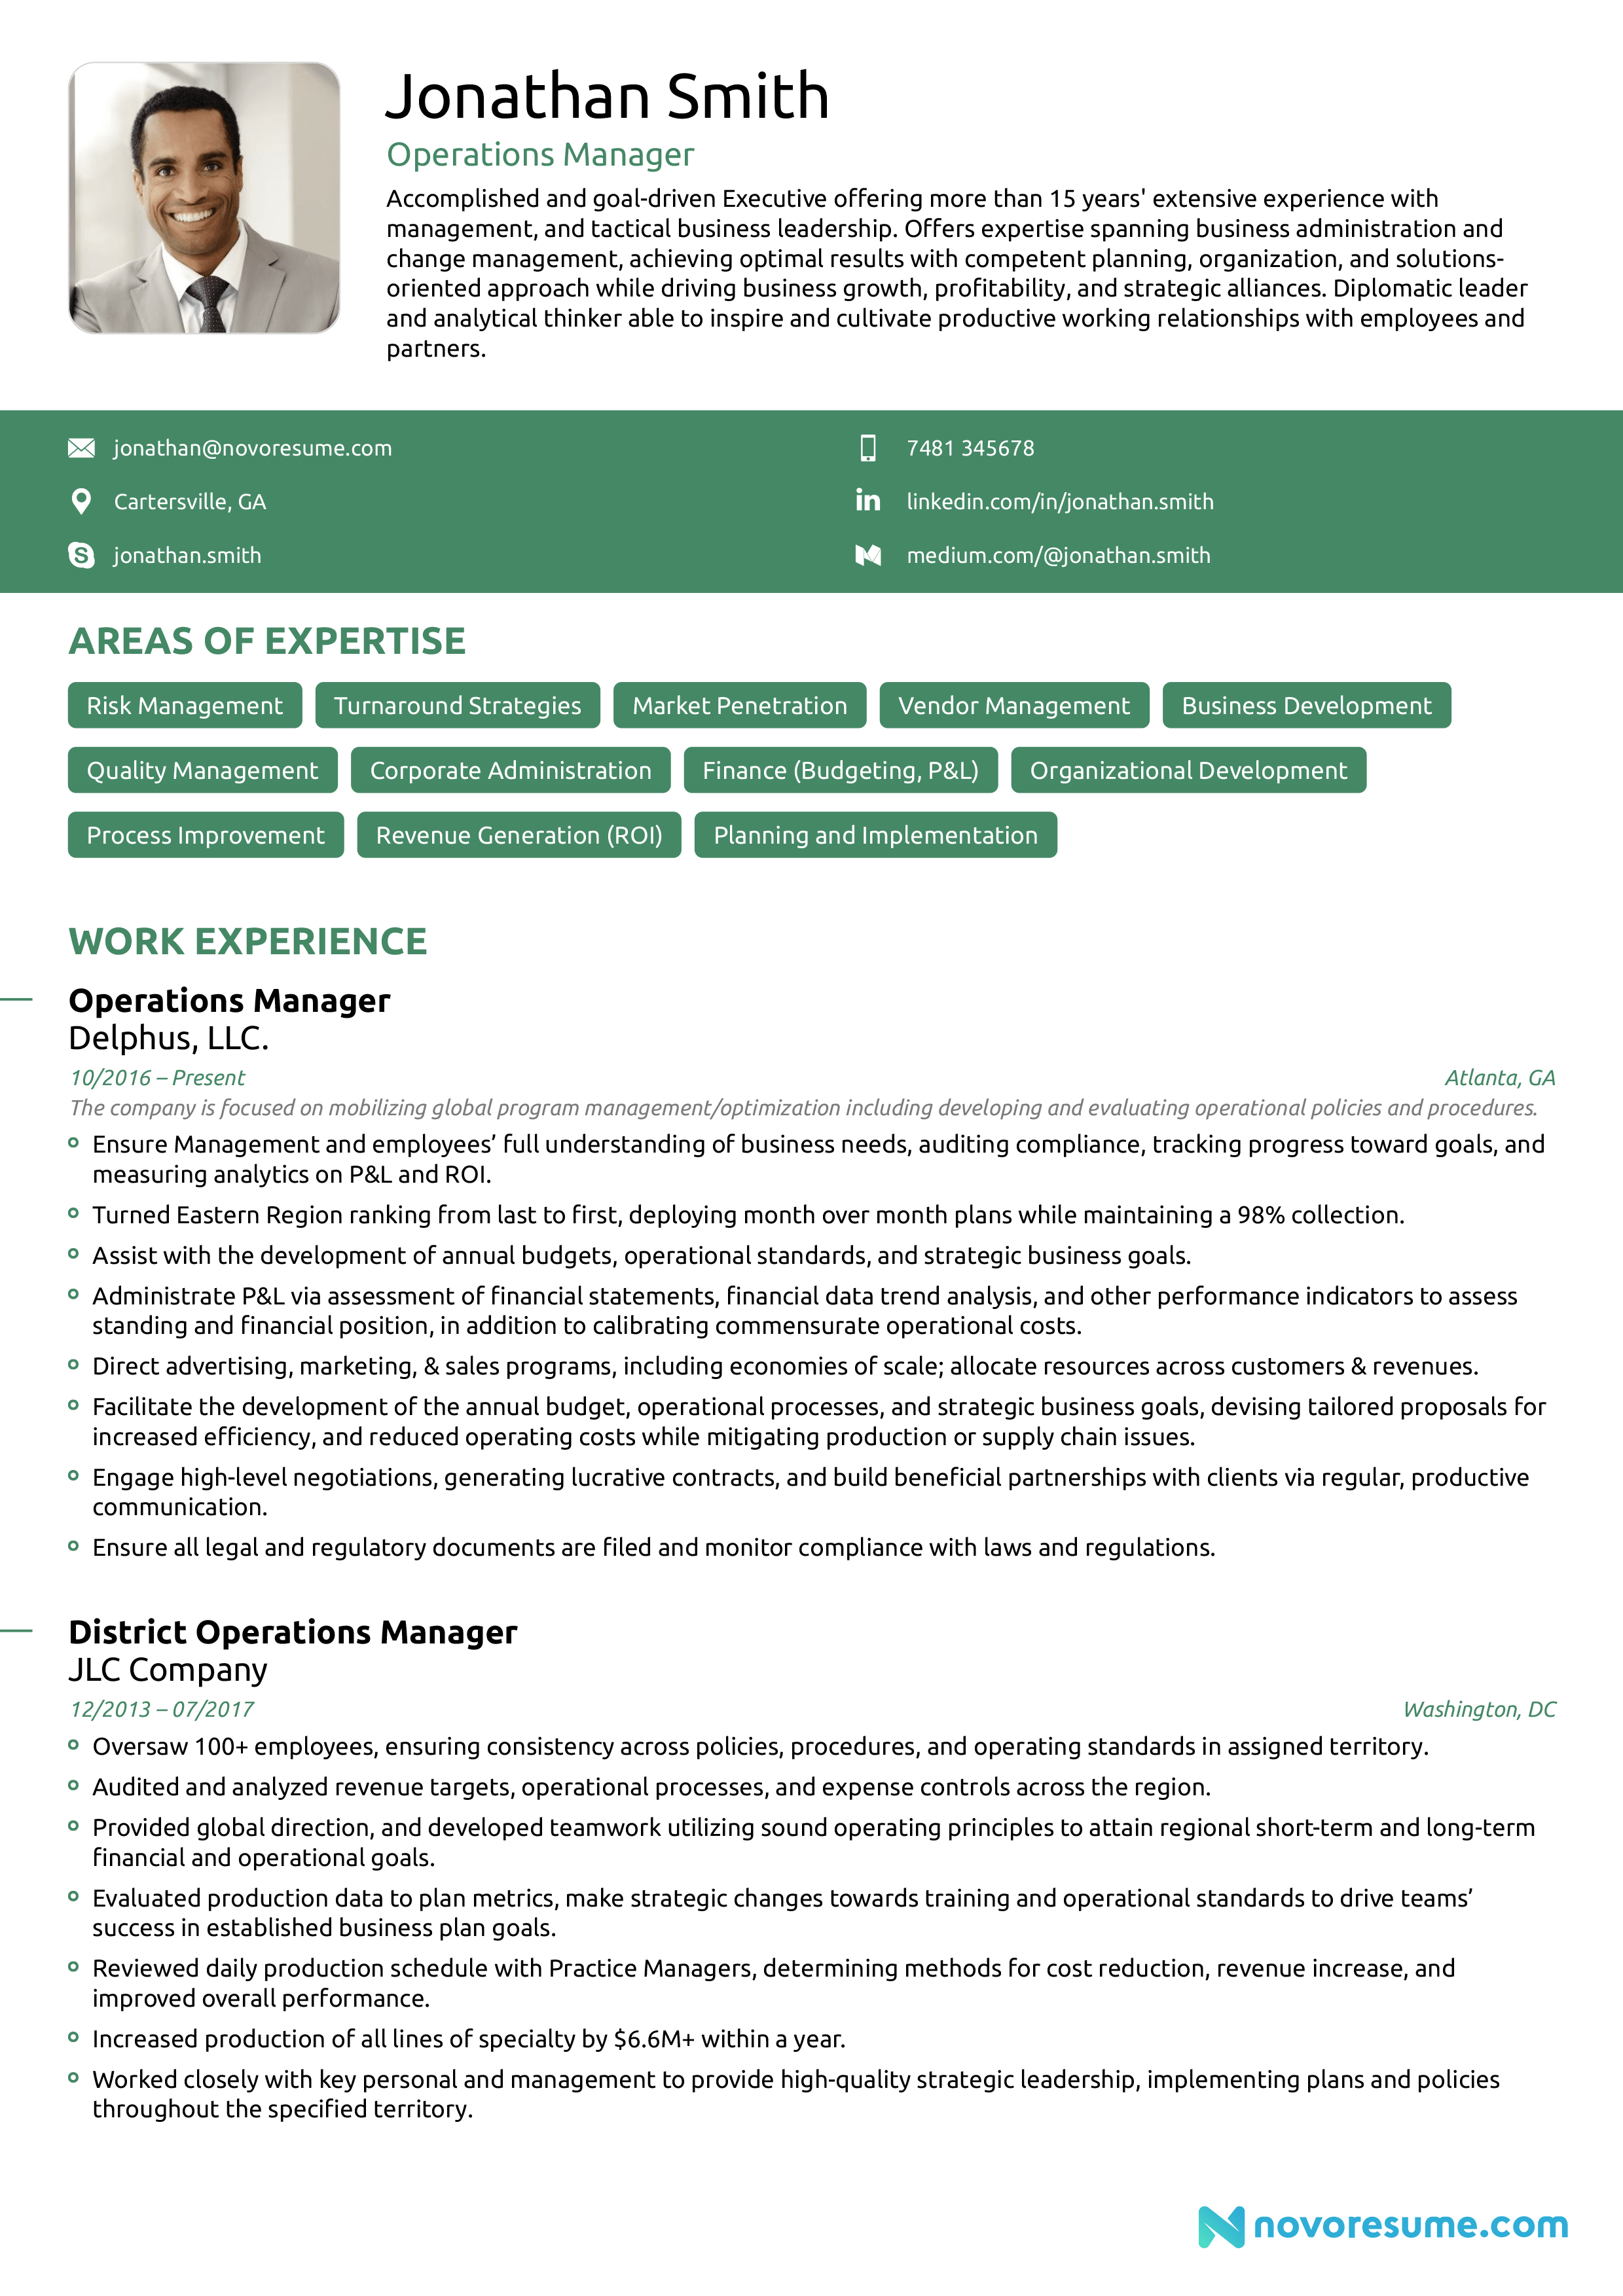 Jonathan Smith
Operations Manager
Accomplished and goal-driven Executive offering more than 15 years' extensive experience with
management, and tactical business leadership. Offers expertise spanning business administration and
change management, achieving optimal results with competent planning, organization, and solutions-
oriented approach while driving business growth, profitability, and strategic alliances. Diplomatic leader
and analytical thinker able to inspire and cultivate productive working relationships with employees and
partners.
jonathan@novoresume.com
7481 345678
Cartersville, GA
linkedin.com/in/jonathan.smith
jonathan.smith
medium.com/@jonathan.smith
AREAS OF EXPERTISE
Risk Management Turnaround Strategies Market Penetration Vendor Management Business Development
Quality Management Corporate Administration Finance (Budgeting, P&L) Organizational Development
Process Improvement Revenue Generation (ROI) Planning and Implementation
WORK EXPERIENCE
Operations Manager
Delphus, LLC.
10/2016 – Present Atlanta, GA
The company is focused on mobilizing global program management/optimization including developing and evaluating operational policies and procedures.
Ensure Management and employees’ full understanding of business needs, auditing compliance, tracking progress toward goals, and
measuring analytics on P&L and ROI.
Turned Eastern Region ranking from last to first, deploying month over month plans while maintaining a 98% collection.
Assist with the development of annual budgets, operational standards, and strategic business goals.
Administrate P&L via assessment of financial statements, financial data trend analysis, and other performance indicators to assess
standing and financial position, in addition to calibrating commensurate operational costs.
Direct advertising, marketing, & sales programs, including economies of scale; allocate resources across customers & revenues.
Facilitate the development of the annual budget, operational processes, and strategic business goals, devising tailored proposals for
increased efficiency, and reduced operating costs while mitigating production or supply chain issues.
Engage high-level negotiations, generating lucrative contracts, and build beneficial partnerships with clients via regular, productive
communication.
Ensure all legal and regulatory documents are filed and monitor compliance with laws and regulations.
District Operations Manager
JLC Company
12/2013 – 07/2017 Washington, DC
Oversaw 100+ employees, ensuring consistency across policies, procedures, and operating standards in assigned territory.
Audited and analyzed revenue targets, operational processes, and expense controls across the region.
Provided global direction, and developed teamwork utilizing sound operating principles to attain regional short-term and long-term
financial and operational goals.
Evaluated production data to plan metrics, make strategic changes towards training and operational standards to drive teams’
success in established business plan goals.
Reviewed daily production schedule with Practice Managers, determining methods for cost reduction, revenue increase, and
improved overall performance.
Increased production of all lines of specialty by $6.6M+ within a year.
Worked closely with key personal and management to provide high-quality strategic leadership, implementing plans and policies
throughout the specified territory.
novoresume.com